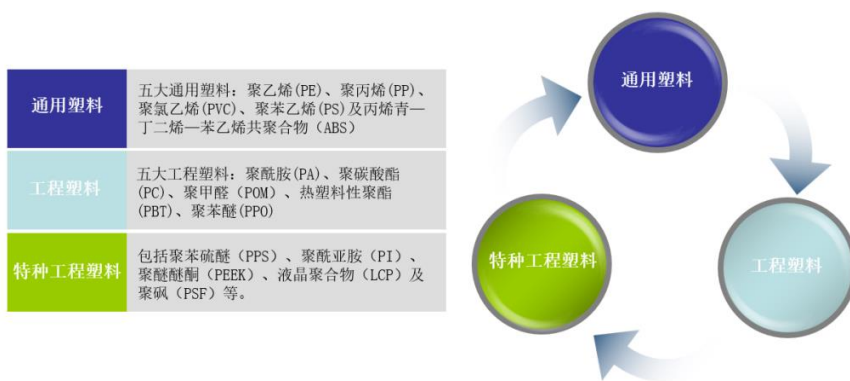 通用塑料
五大通用塑料：聚乙烯(PE)、聚丙烯(PP)、
聚氯乙烯(PVC)、聚苯乙烯(PS)及丙烯青—
丁二烯—苯乙烯共聚合物（ABS）
工程塑料
五大工程塑料：聚酰胺(PA)、聚碳酸酯
(PC)、聚甲醛（POM）、热塑料性聚酯
(PBT)、聚苯醚(PPO)
特种工程塑料
包括聚苯硫醚（PPS）、聚酰亚胺（PI）、
聚醚醚酮（PEEK）、液晶聚合物（LCP）及
聚砜（PSF）等。
通用塑料
工程塑料
特种工程塑料